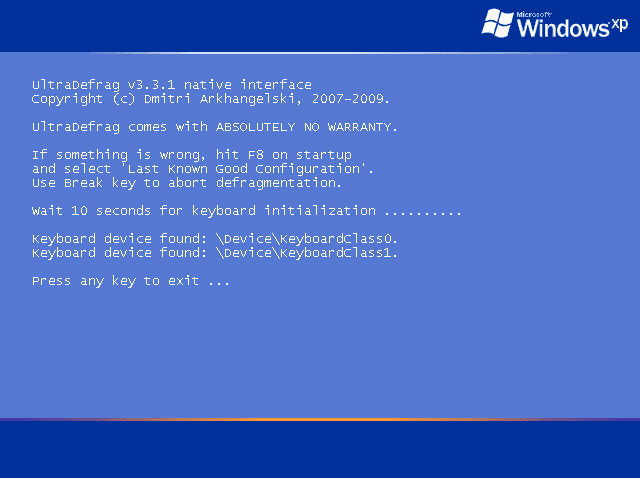 Microsoft
Windows xp
UltraDefrag v3.3.1 native interface
Copyright (c) Dmitri Arkhangelski, 2007-2009.
UltraDefrag comes with ABSOLUTELY NO WARRANTY.
If something is wrong, hit F8 on startup
and select 'Last Known Good Configuration'.
Use Break key to abort defragmentation.
Wait 10 seconds for keyboard initialization ..........
Keyboard device found: \Device\KeyboardClass0.
Keyboard device found: \Device\KeyboardClass1.
Press any key to exit ...